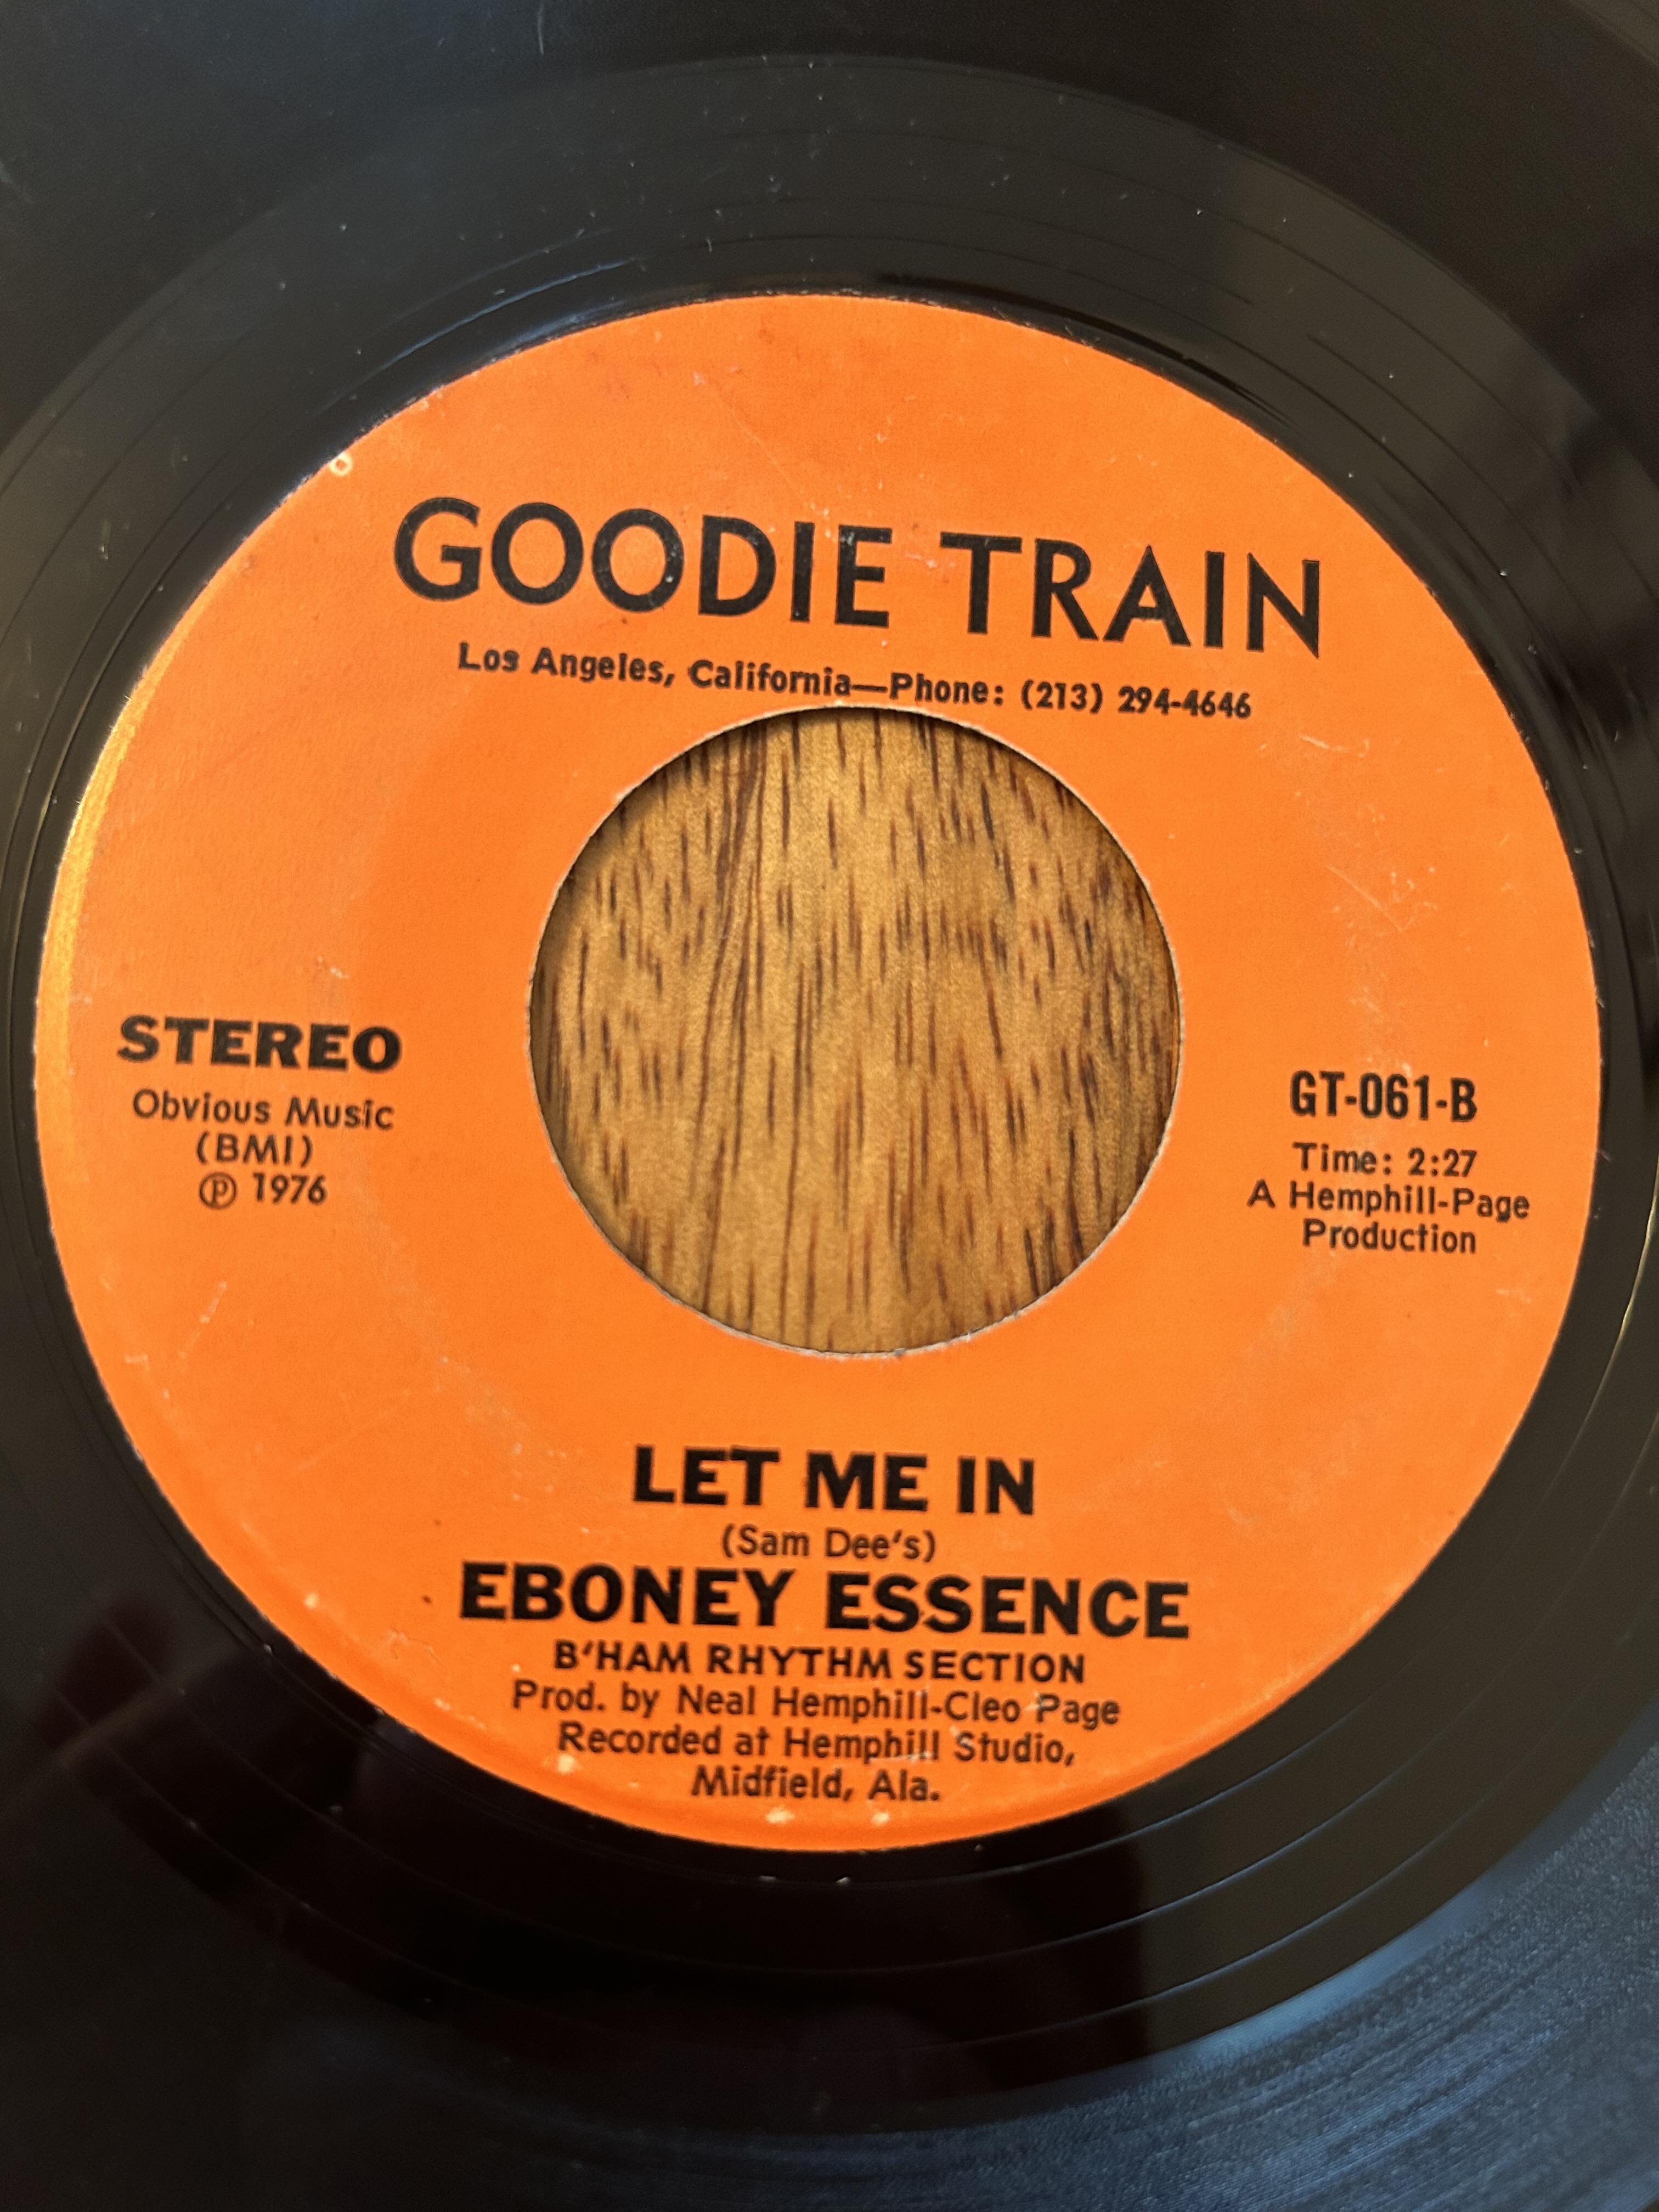 GOODIE TRAIN
Los Angeles, California—Phone: (213) 294-4646
STEREO
Obvious Music
(BMI)
℗ 1976
GT-061-B
Time: 2:27
A Hemphill-Page
Production
LET ME IN
(Sam Dee's)
EBONEY ESSENCE
B'HAM RHYTHM SECTION
Prod. by Neal Hemphill-Cleo Page
Recorded at Hemphill Studio,
Midfield, Ala.